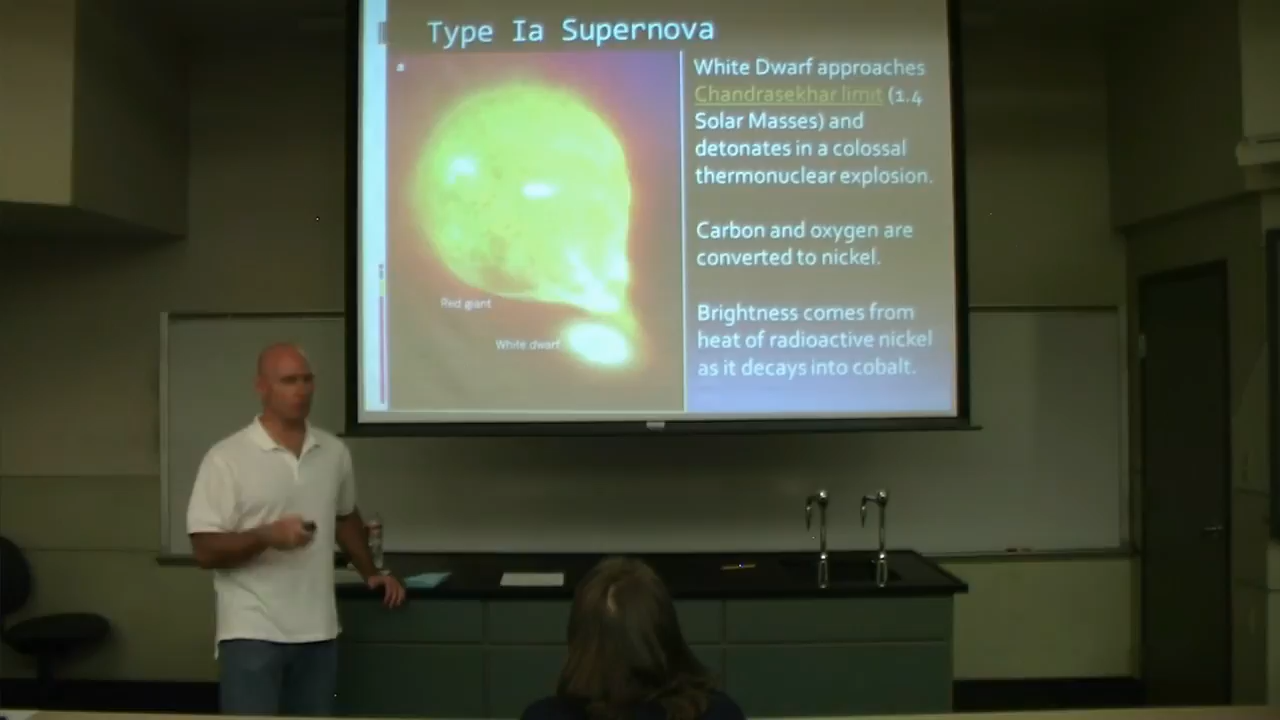 Type Ia Supernova
White Dwarf approaches
Chandrasekhar limit (1.4
Solar Masses) and
detonates in a colossal
thermonuclear explosion.
Carbon and oxygen are
converted to nickel.
Brightness comes from
heat of radioactive nickel
as it decays into cobalt.
Red giant
White dwarf